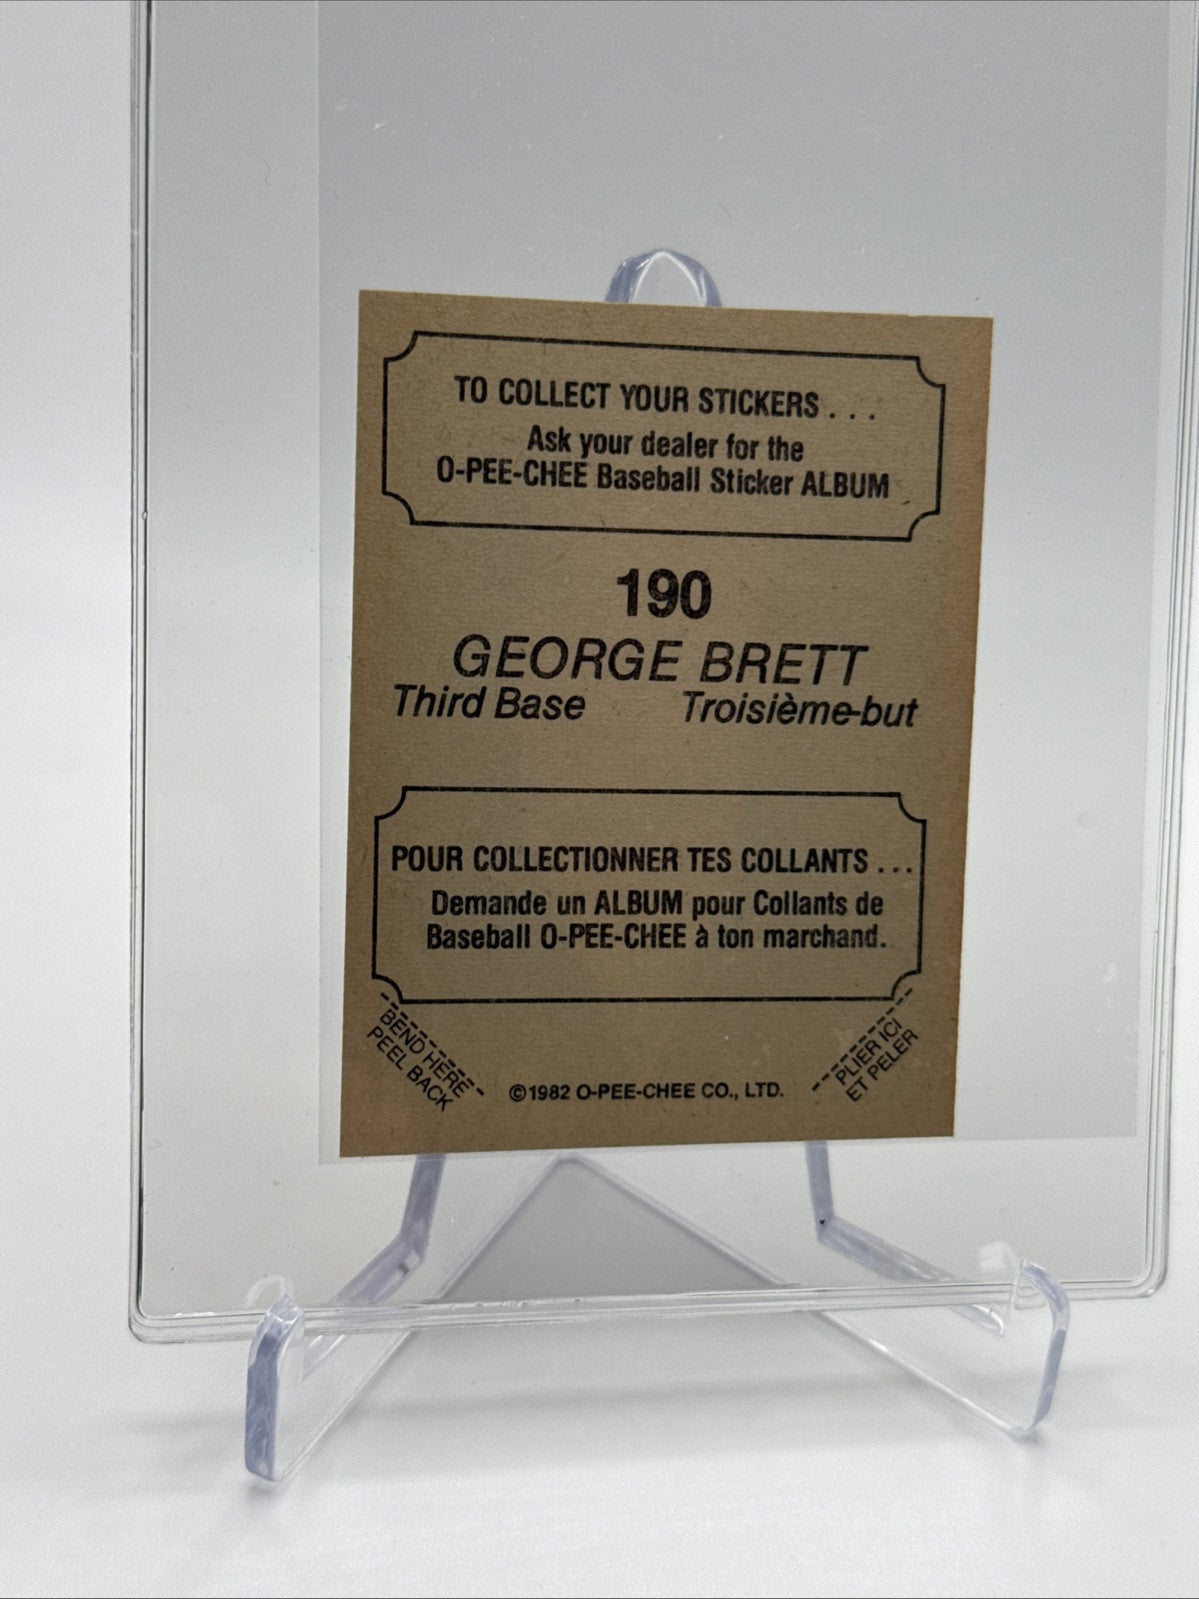 TO COLLECT YOUR STICKERS . . .
Ask your dealer for the
O-PEE-CHEE Baseball Sticker ALBUM
190
GEORGE BRETT
Third Base Troisième-but
POUR COLLECTIONNER TES COLLANTS . . .
Demande un ALBUM pour Collants de
Baseball O-PEE-CHEE à ton marchand.
BEND HERE
PEEL BACK
©1982 O-PEE-CHEE CO., LTD.
PLIER ICI
ET PELER